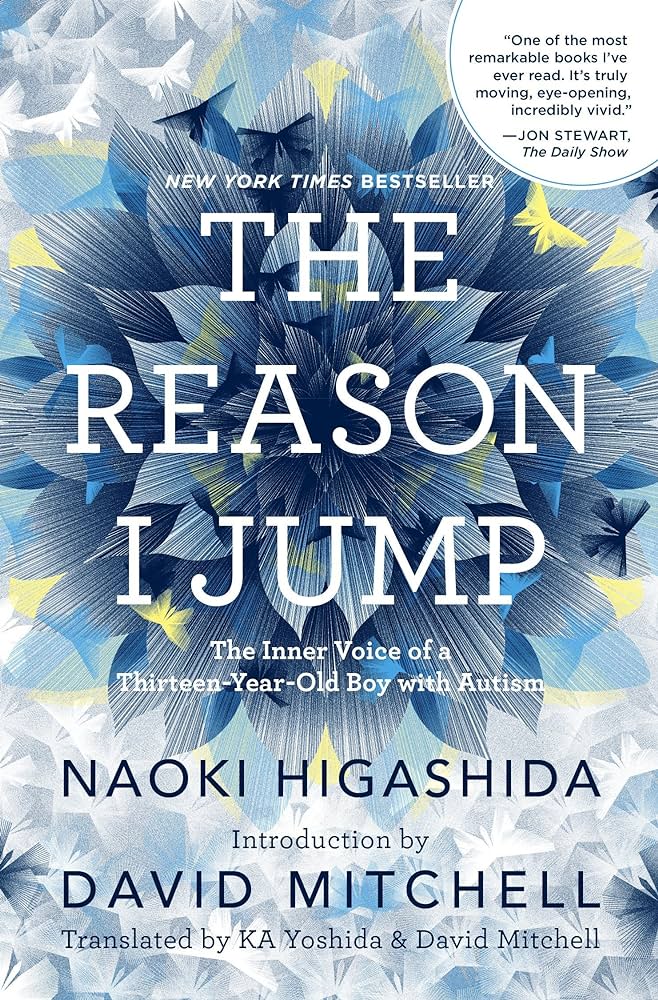 “One of the most
remarkable books I’ve
ever read. It’s truly
moving, eye-opening,
incredibly vivid.”
—JON STEWART,
The Daily Show
NEW YORK TIMES BESTSELLER
THE
REASON
I JUMP
The Inner Voice of a
Thirteen-Year-Old Boy with Autism
NAOKI HIGASHIDA
Introduction by
DAVID MITCHELL
Translated by KA Yoshida & David Mitchell